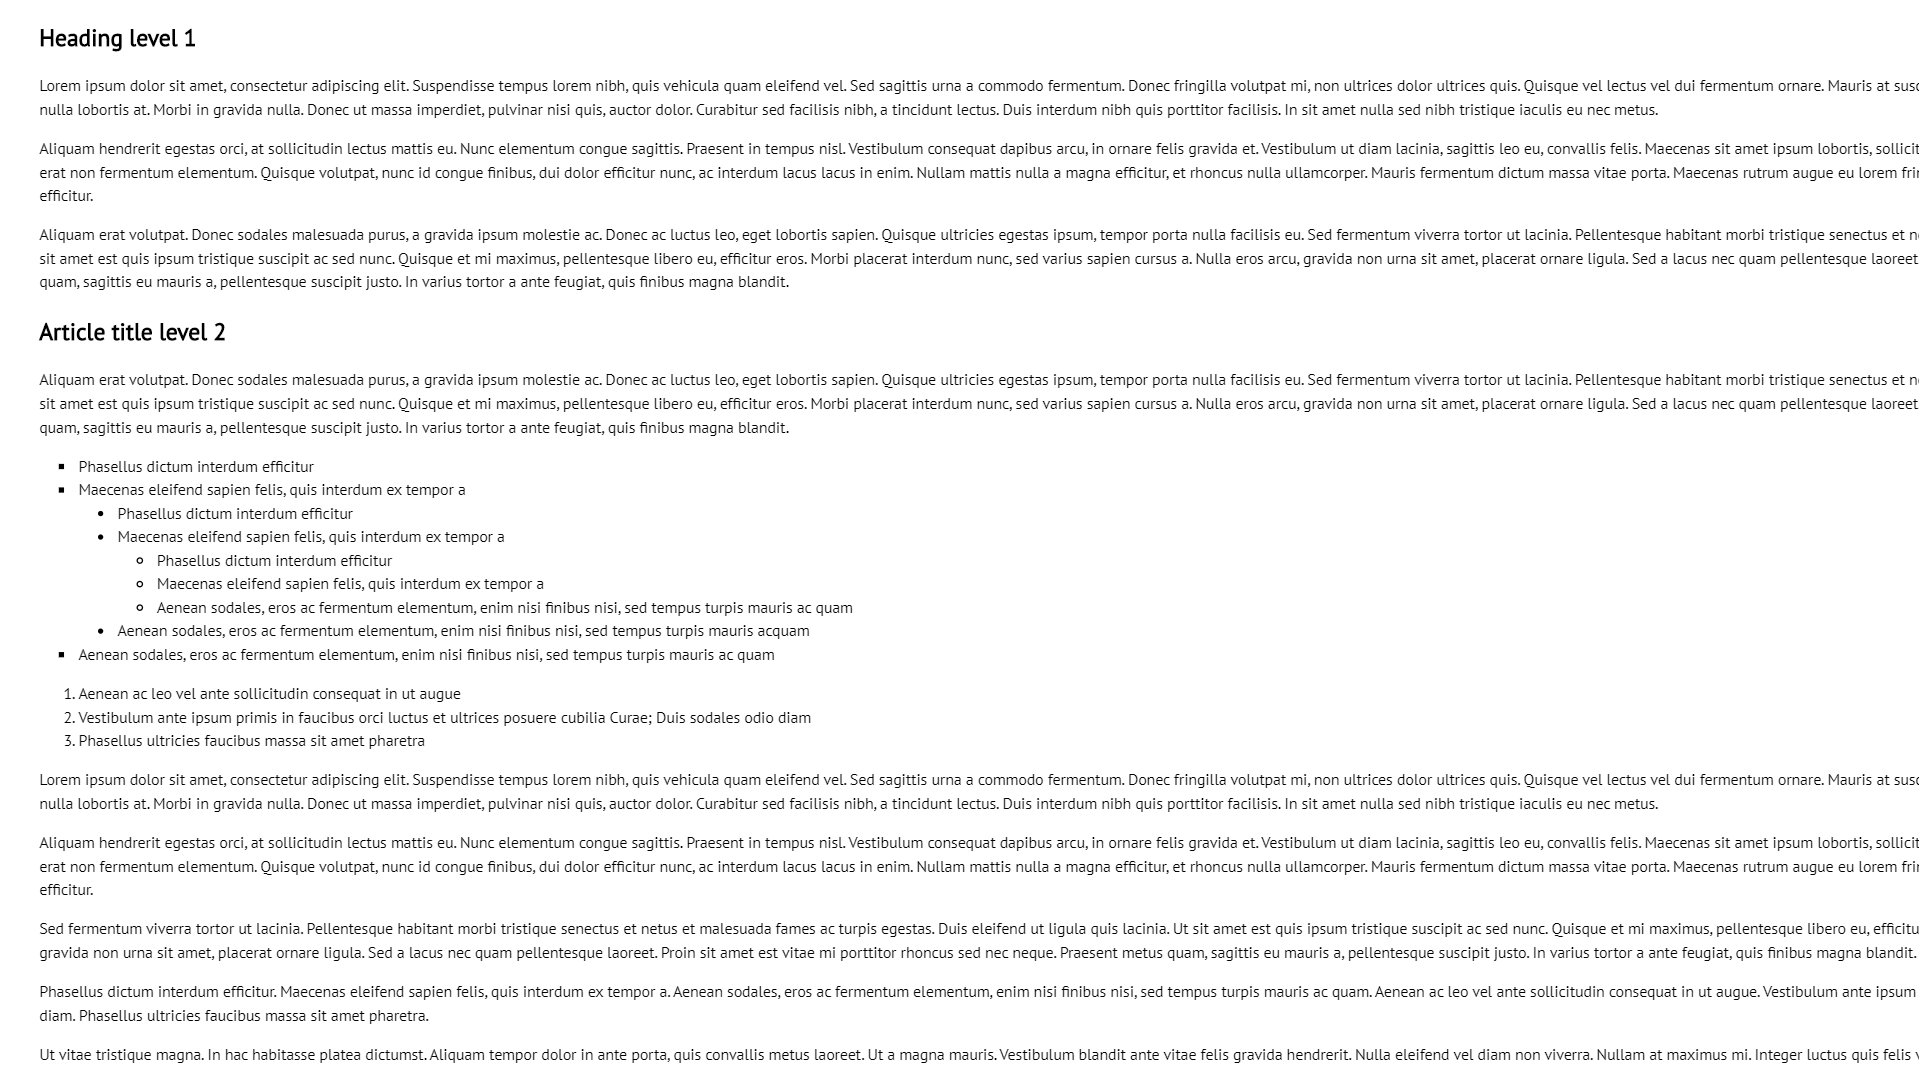 Heading level 1
Lorem ipsum dolor sit amet, consectetur adipiscing elit. Suspendisse tempus lorem nibh, quis vehicula quam eleifend vel. Sed sagittis urna a commodo fermentum. Donec fringilla volutpat mi, non ultrices dolor ultrices quis. Quisque vel lectus vel dui fermentum ornare. Mauris at
nulla lobortis at. Morbi in gravida nulla. Donec ut massa imperdiet, pulvinar nisi quis, auctor dolor. Curabitur sed facilisis nibh, a tincidunt lectus. Duis interdum nibh quis porttitor facilisis. In sit amet nulla sed nibh tristique iaculis eu nec metus.
Aliquam hendrerit egestas orci, at sollicitudin lectus mattis eu. Nunc elementum congue sagittis. Praesent in tempus nisl. Vestibulum consequat dapibus arcu, in ornare felis gravida et. Vestibulum ut diam lacinia, sagittis leo eu, convallis felis. Maecenas sit amet ipsum lobortis,
erat non fermentum elementum. Quisque volutpat, nunc id congue finibus, dui dolor efficitur nunc, ac interdum lacus lacus in enim. Nullam mattis nulla a magna efficitur, et rhoncus nulla ullamcorper. Mauris fermentum dictum massa vitae porta. Maecenas rutrum augue eu lorem
efficitur.
Aliquam erat volutpat. Donec sodales malesuada purus, a gravida ipsum molestie ac. Donec ac luctus leo, eget lobortis sapien. Quisque ultricies egestas ipsum, tempor porta nulla facilisis eu. Sed fermentum viverra tortor ut lacinia. Pellentesque habitant morbi tristique senectus et
sit amet est quis ipsum tristique suscipit ac sed nunc. Quisque et mi maximus, pellentesque libero eu, efficitur eros. Morbi placerat interdum nunc, sed varius sapien cursus a. Nulla eros arcu, gravida non urna sit amet, placerat ornare ligula. Sed a lacus nec quam pellentesque laoreet
quam, sagittis eu mauris a, pellentesque suscipit justo. In varius tortor a ante feugiat, quis finibus magna blandit.
Article title level 2
Aliquam erat volutpat. Donec sodales malesuada purus, a gravida ipsum molestie ac. Donec ac luctus leo, eget lobortis sapien. Quisque ultricies egestas ipsum, tempor porta nulla facilisis eu. Sed fermentum viverra tortor ut lacinia. Pellentesque habitant morbi tristique senectus et
sit amet est quis ipsum tristique suscipit ac sed nunc. Quisque et mi maximus, pellentesque libero eu, efficitur eros. Morbi placerat interdum nunc, sed varius sapien cursus a. Nulla eros arcu, gravida non urna sit amet, placerat ornare ligula. Sed a lacus nec quam pellentesque laoreet
quam, sagittis eu mauris a, pellentesque suscipit justo. In varius tortor a ante feugiat, quis finibus magna blandit.
Phasellus dictum interdum efficitur
Maecenas eleifend sapien felis, quis interdum ex tempor a
Phasellus dictum interdum efficitur
Maecenas eleifend sapien felis, quis interdum ex tempor a
Phasellus dictum interdum efficitur
Maecenas eleifend sapien felis, quis interdum ex tempor a
Aenean sodales, eros ac fermentum elementum, enim nisi finibus nisi, sed tempus turpis mauris ac quam
Aenean sodales, eros ac fermentum elementum, enim nisi finibus nisi, sed tempus turpis mauris acquam
Aenean sodales, eros ac fermentum elementum, enim nisi finibus nisi, sed tempus turpis mauris ac quam
1. Aenean ac leo vel ante sollicitudin consequat in ut augue
2. Vestibulum ante ipsum primis in faucibus orci luctus et ultrices posuere cubilia Curae; Duis sodales odio diam
3. Phasellus ultricies faucibus massa sit amet pharetra
Lorem ipsum dolor sit amet, consectetur adipiscing elit. Suspendisse tempus lorem nibh, quis vehicula quam eleifend vel. Sed sagittis urna a commodo fermentum. Donec fringilla volutpat mi, non ultrices dolor ultrices quis. Quisque vel lectus vel dui fermentum ornare. Mauris at
nulla lobortis at. Morbi in gravida nulla. Donec ut massa imperdiet, pulvinar nisi quis, auctor dolor. Curabitur sed facilisis nibh, a tincidunt lectus. Duis interdum nibh quis porttitor facilisis. In sit amet nulla sed nibh tristique iaculis eu nec metus.
Aliquam hendrerit egestas orci, at sollicitudin lectus mattis eu. Nunc elementum congue sagittis. Praesent in tempus nisl. Vestibulum consequat dapibus arcu, in ornare felis gravida et. Vestibulum ut diam lacinia, sagittis leo eu, convallis felis. Maecenas sit amet ipsum lobortis,
erat non fermentum elementum. Quisque volutpat, nunc id congue finibus, dui dolor efficitur nunc, ac interdum lacus lacus in enim. Nullam mattis nulla a magna efficitur, et rhoncus nulla ullamcorper. Mauris fermentum dictum massa vitae porta. Maecenas rutrum augue eu lorem
efficitur.
Sed fermentum viverra tortor ut lacinia. Pellentesque habitant morbi tristique senectus et netus et malesuada fames ac turpis egestas. Duis eleifend ut ligula quis lacinia. Ut sit amet est quis ipsum tristique suscipit ac sed nunc. Quisque et mi maximus, pellentesque libero eu,
gravida non urna sit amet, placerat ornare ligula. Sed a lacus nec quam pellentesque laoreet. Proin sit amet est vitae mi porttitor rhoncus sed nec neque. Praesent metus quam, sagittis eu mauris a, pellentesque suscipit justo. In varius tortor a ante feugiat, quis finibus magna blandit.
Phasellus dictum interdum efficitur. Maecenas eleifend sapien felis, quis interdum ex tempor a. Aenean sodales, eros ac fermentum elementum, enim nisi finibus nisi, sed tempus turpis mauris ac quam. Aenean ac leo vel ante sollicitudin consequat in ut augue. Vestibulum ante ipsum
diam. Phasellus ultricies faucibus massa sit amet pharetra.
Ut vitae tristique magna. In hac habitasse platea dictumst. Aliquam tempor dolor in ante porta, quis convallis metus laoreet. Ut a magna mauris. Vestibulum blandit ante vitae felis gravida hendrerit. Nulla eleifend vel diam non viverra. Nullam at maximus mi. Integer luctus quis felis